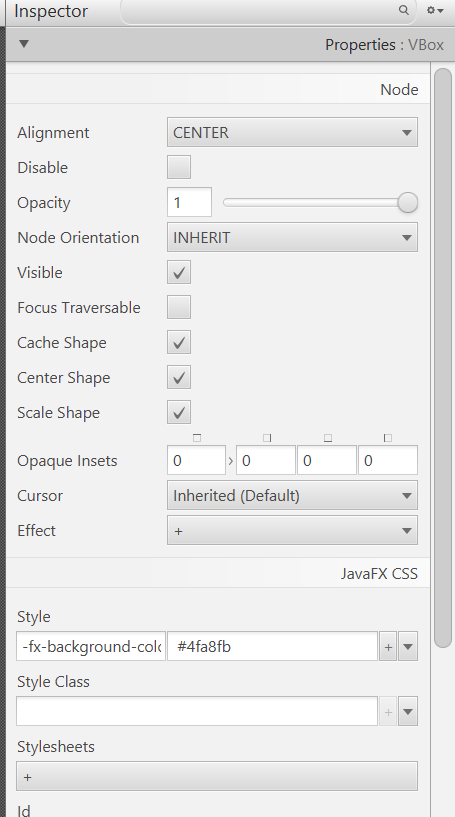 Inspector
Properties : VBox
Node
Alignment CENTER
Disable
Opacity 1
Node Orientation INHERIT
Visible
Focus Traversable
Cache Shape
Center Shape
Scale Shape
Opaque Insets 0 › 0 0 0
Cursor Inherited (Default)
Effect +
JavaFX CSS
Style
-fx-background-colo #4fa8fb +
Style Class
+
Stylesheets
+
Id